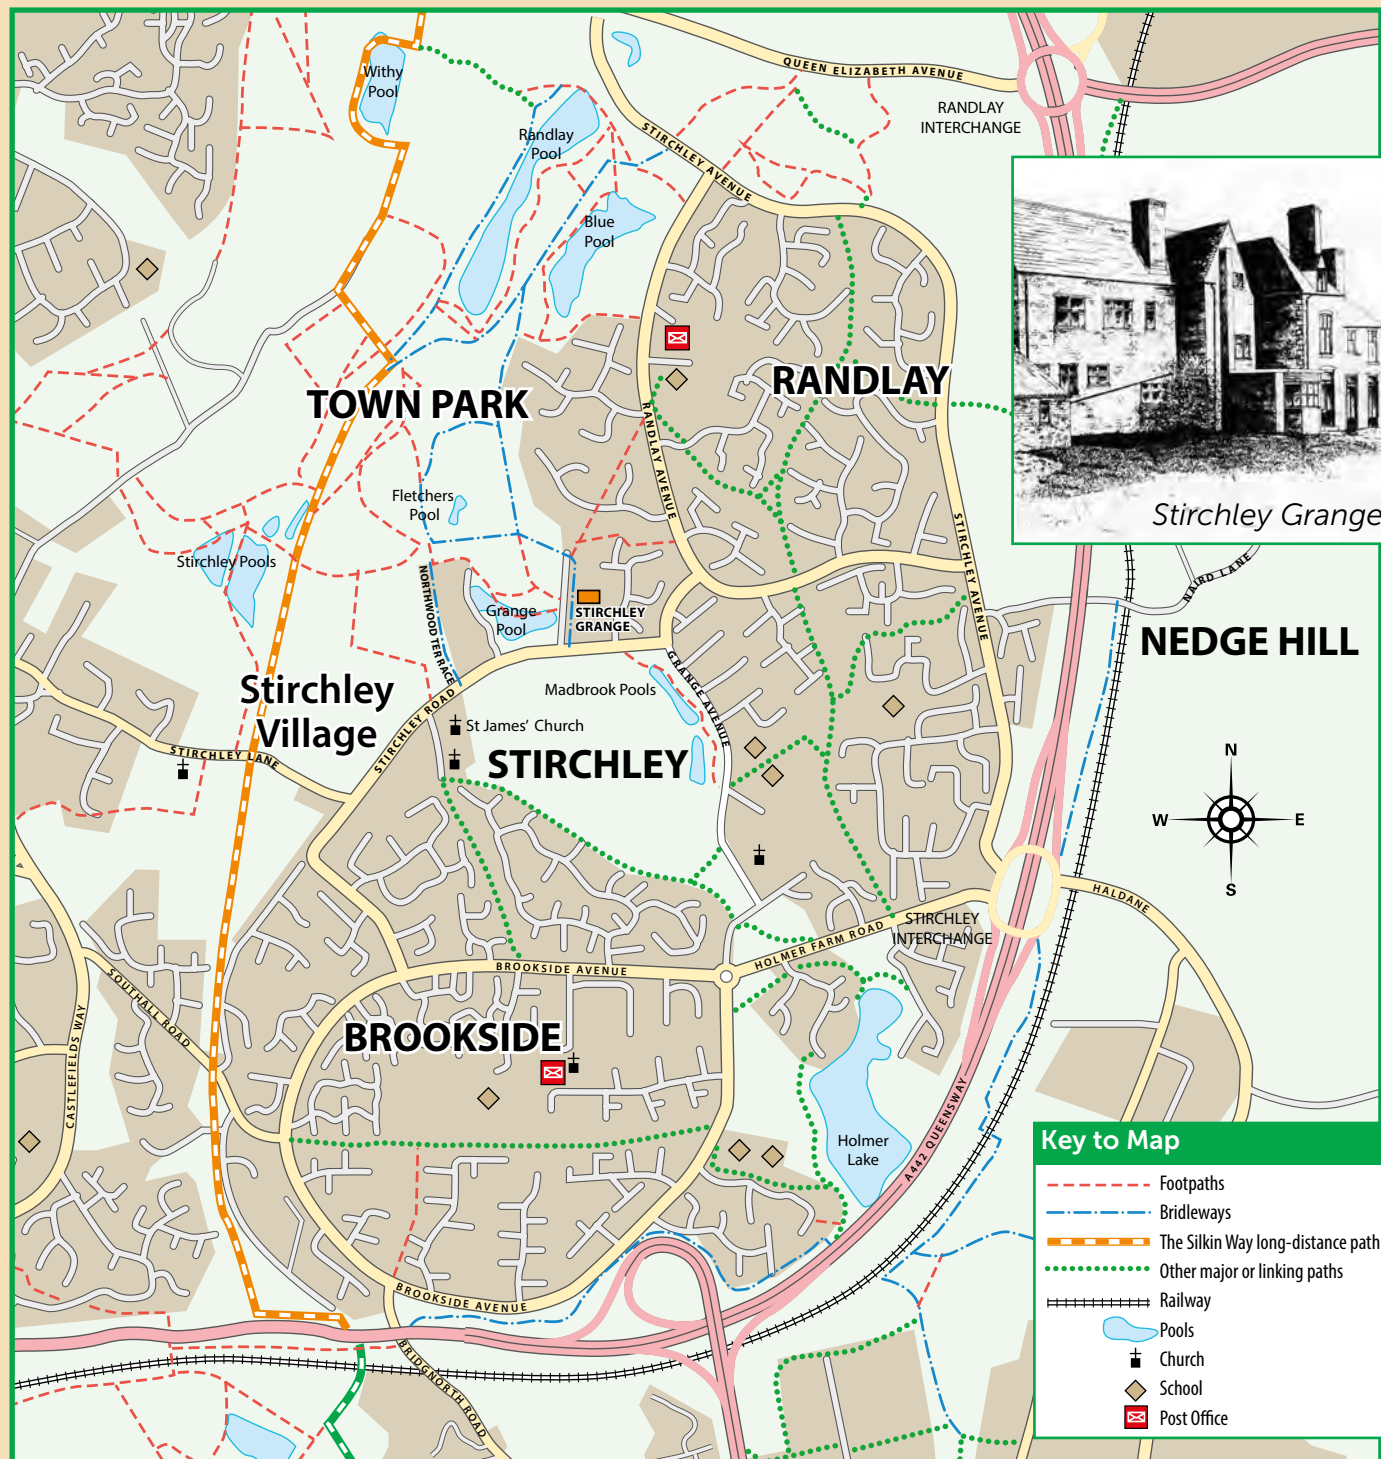 Withy
Pool
QUEEN ELIZABETH AVENUE
RANDLAY
INTERCHANGE
Randlay
Pool
STIRCHLEY AVENUE
Blue
Pool
RANDLAY
TOWN PARK
RANDLAY AVENUE
Fletchers
Pool
Stirchley Grange
STIRCHLEY AVENUE
Stirchley Pools
NORTHWOOD TERRACE
Grange
Pool
STIRCHLEY
GRANGE
NAIRD LANE
NEDGE HILL
GRANGE AVENUE
Madbrook Pools
Stirchley
Village
STIRCHLEY ROAD
St James' Church
STIRCHLEY
STIRCHLEY LANE
N
W
E
S
HALDANE
STIRCHLEY
INTERCHANGE
HOLMER FARM ROAD
BROOKSIDE AVENUE
SOUTHALL ROAD
CASTLEFIELDS WAY
BROOKSIDE
Holmer
Lake
A442 QUEENSWAY
BROOKSIDE AVENUE
BRIDGNORTH ROAD
Key to Map
Footpaths
Bridleways
The Silkin Way long-distance path
Other major or linking paths
Railway
Pools
Church
School
Post Office